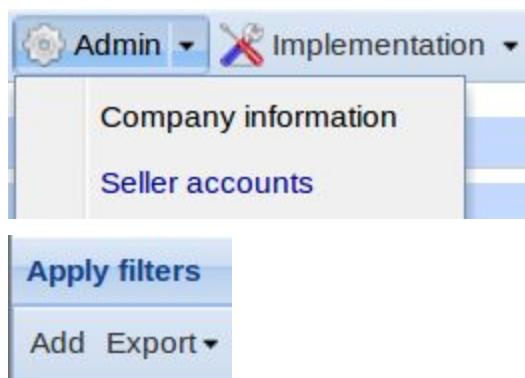 Admin Implementation
Company information
Seller accounts
Apply filters
Add Export